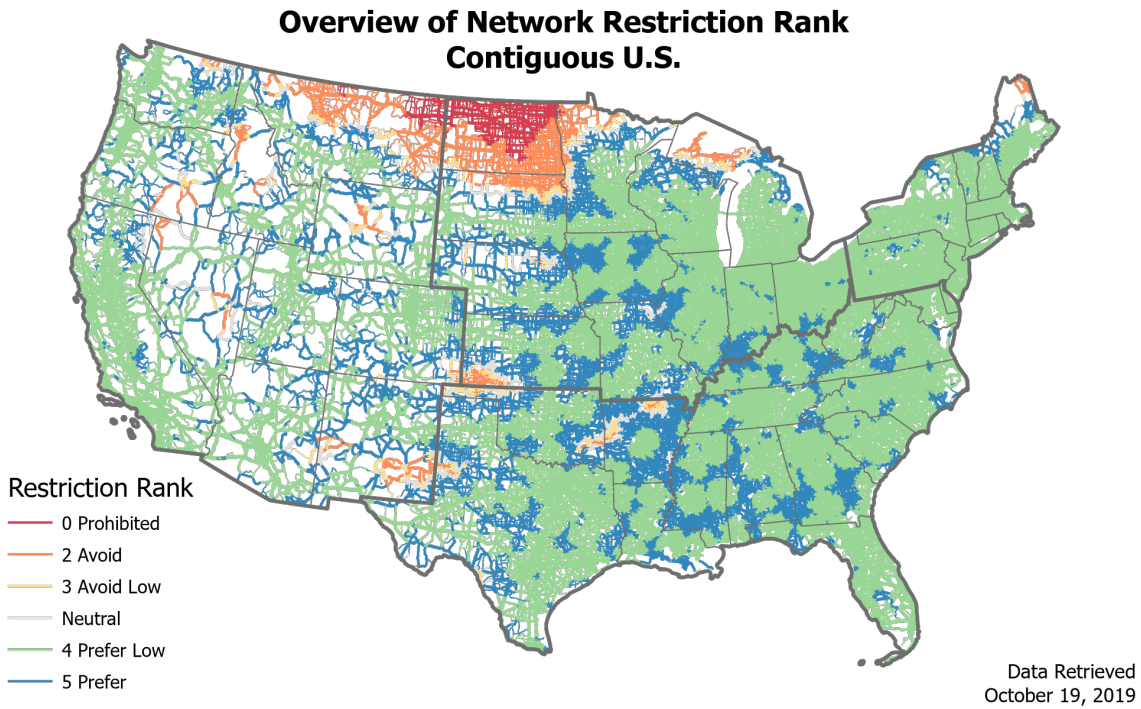 Overview of Network Restriction Rank
Contiguous U.S.
Restriction Rank
0 Prohibited
2 Avoid
3 Avoid Low
Neutral
4 Prefer Low
5 Prefer
Data Retrieved
October 19, 2019